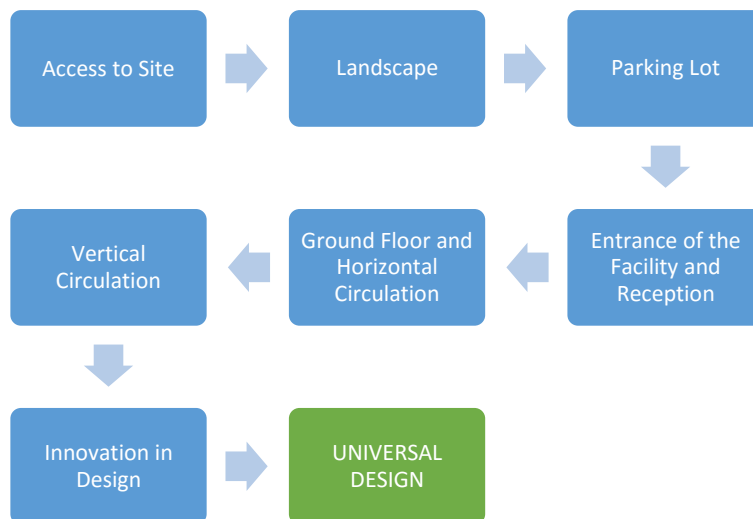 Access to Site
Landscape
Parking Lot
Entrance of the
Facility and
Reception
Ground Floor and
Horizontal
Circulation
Vertical
Circulation
Innovation in
Design
UNIVERSAL
DESIGN